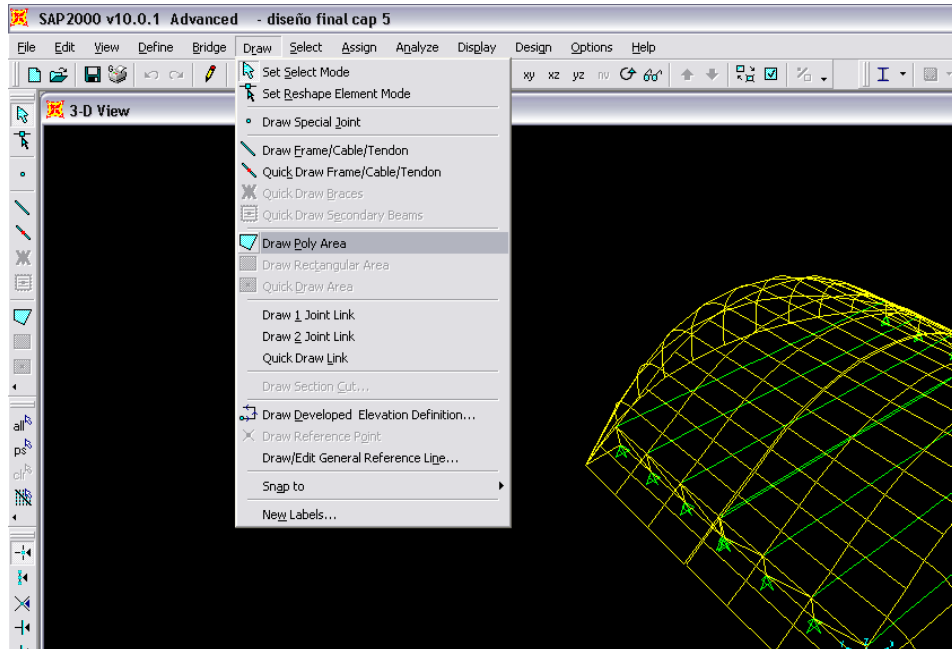 SAP2000 v10.0.1 Advanced - diseño final cap 5
File Edit View Define Bridge Draw Select Assign Analyze Display Design Options Help
xy xz yz nv
3-D View
Set Select Mode
Set Reshape Element Mode
Draw Special Joint
Draw Frame/Cable/Tendon
Quick Draw Frame/Cable/Tendon
Quick Draw Braces
Quick Draw Secondary Beams
Draw Poly Area
Draw Rectangular Area
Quick Draw Area
Draw 1 Joint Link
Draw 2 Joint Link
Quick Draw Link
Draw Section Cut...
Draw Developed Elevation Definition...
Draw Reference Point
Draw/Edit General Reference Line...
Snap to
New Labels...
all
ps
clr